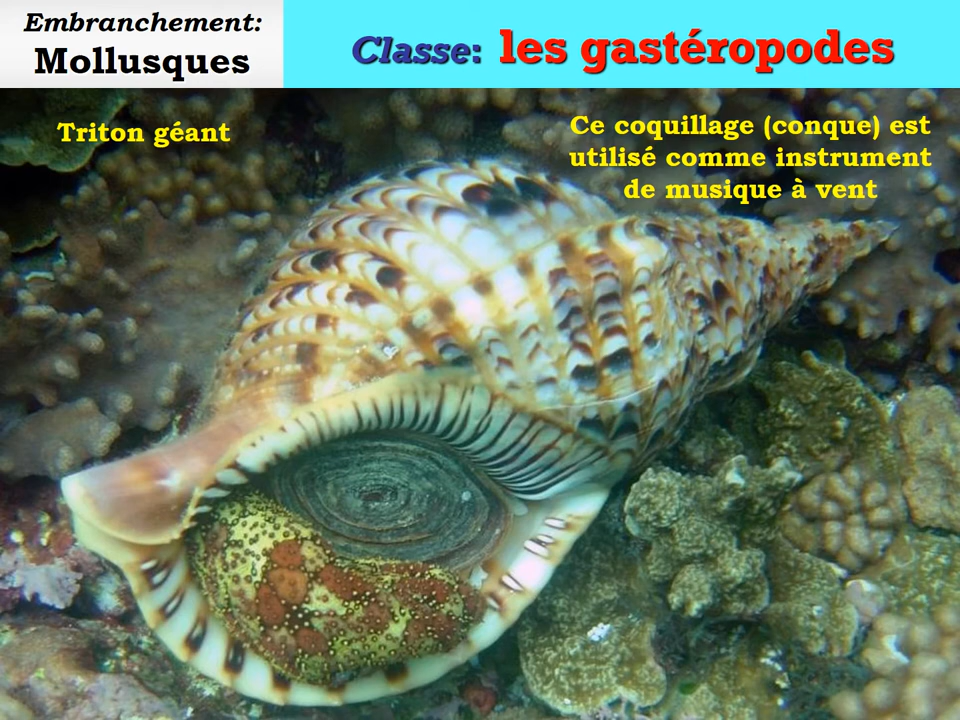 Embranchement:
Mollusques
Classe: les gastéropodes
Triton géant
Ce coquillage (conque) est
utilisé comme instrument
de musique à vent